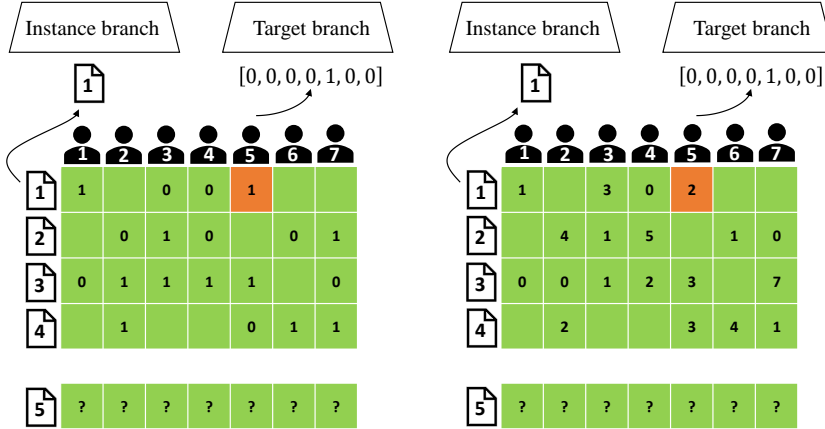 Instance branch Target branch
1 [0, 0, 0, 0, 1, 0, 0]
1 2 3 4 5 6 7
1 1 0 0 1
2 0 1 0 0 1
3 0 1 1 1 1 0
4 1 0 1 1
5 ? ? ? ? ? ? ?
Instance branch Target branch
1 [0, 0, 0, 0, 1, 0, 0]
1 2 3 4 5 6 7
1 1 3 0 2
2 4 1 5 1 0
3 0 0 1 2 3 7
4 2 3 4 1
5 ? ? ? ? ? ? ?